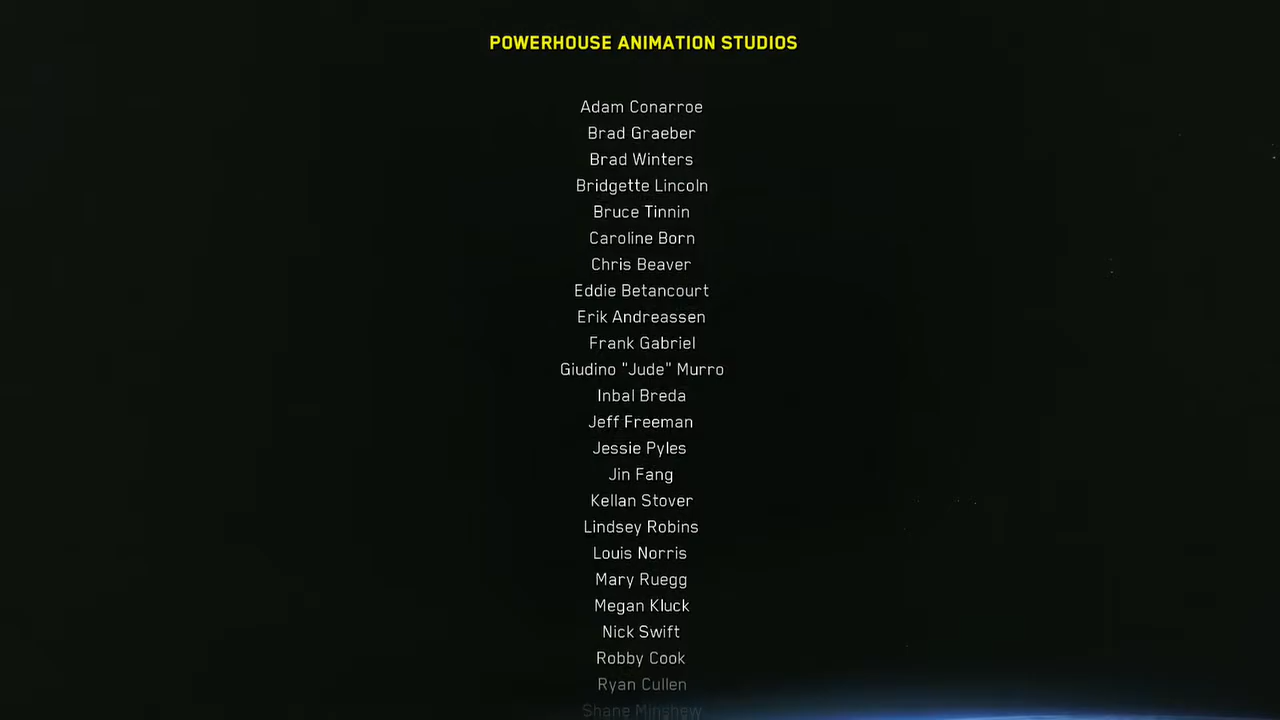 POWERHOUSE ANIMATION STUDIOS
Adam Conarroe
Brad Graeber
Brad Winters
Bridgette Lincoln
Bruce Tinnin
Caroline Born
Chris Beaver
Eddie Betancourt
Erik Andreassen
Frank Gabriel
Giudino "Jude" Murro
Inbal Breda
Jeff Freeman
Jessie Pyles
Jin Fang
Kellan Stover
Lindsey Robins
Louis Norris
Mary Ruegg
Megan Kluck
Nick Swift
Robby Cook
Ryan Cullen
Shane Minshew